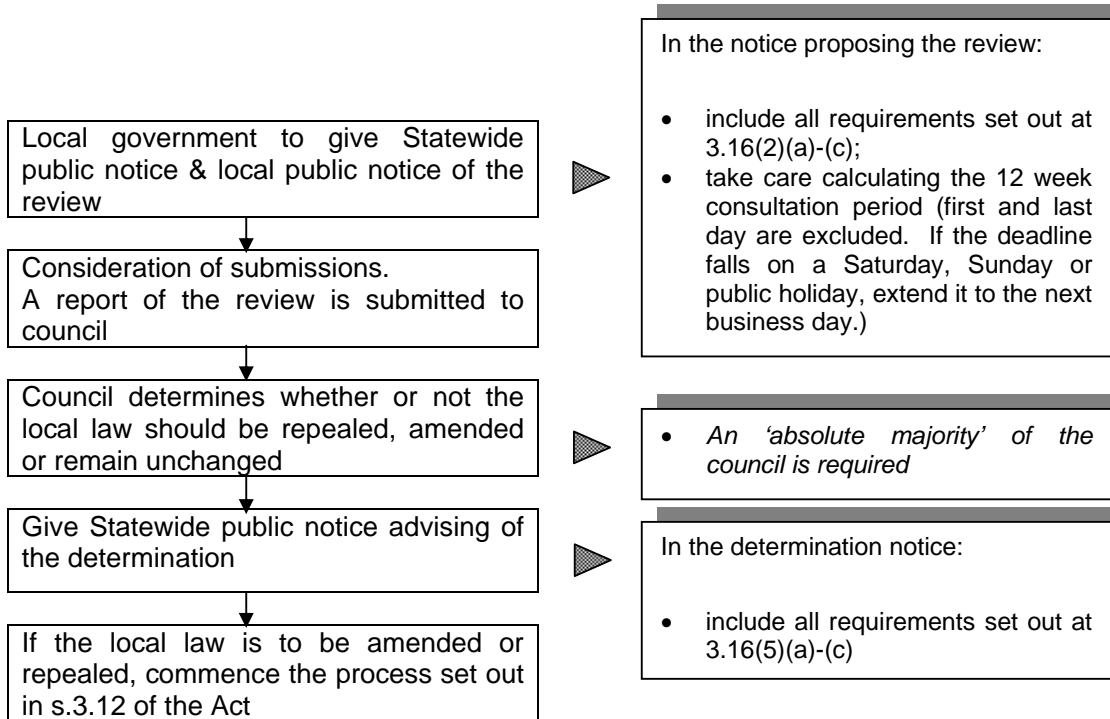 Local government to give Statewide
public notice & local public notice of the
review
In the notice proposing the review:
• include all requirements set out at
3.16(2)(a)-(c);
• take care calculating the 12 week
consultation period (first and last
day are excluded. If the deadline
falls on a Saturday, Sunday or
public holiday, extend it to the next
business day.)
Consideration of submissions.
A report of the review is submitted to
council
Council determines whether or not the
local law should be repealed, amended
or remain unchanged
• An ‘absolute majority’ of the
council is required
Give Statewide public notice advising of
the determination
In the determination notice:
• include all requirements set out at
3.16(5)(a)-(c)
If the local law is to be amended or
repealed, commence the process set out
in s.3.12 of the Act